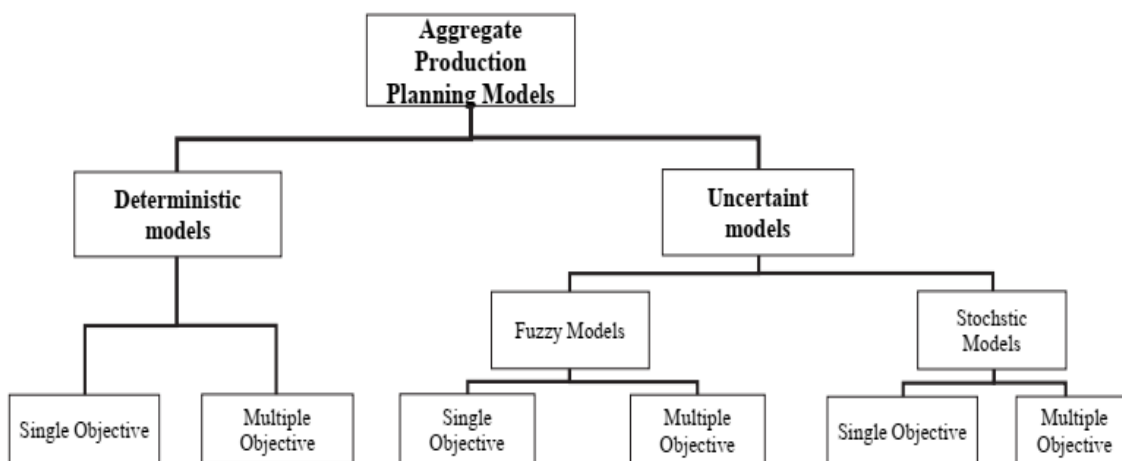 Aggregate
Production
Planning Models
Deterministic
models
Uncertaint
models
Fuzzy Models
Stochstic
Models
Single Objective
Multiple
Objective
Single
Objective
Multiple
Objective
Single Objective
Multiple
Objective